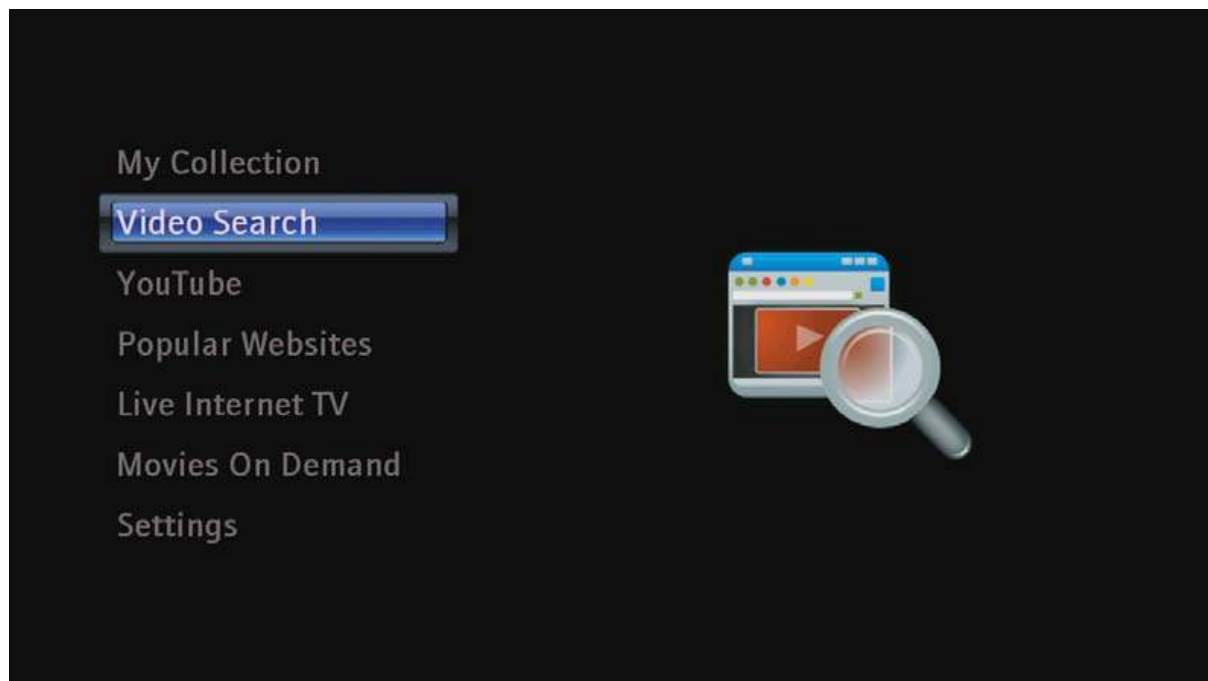 My Collection
Video Search
YouTube
Popular Websites
Live Internet TV
Movies On Demand
Settings